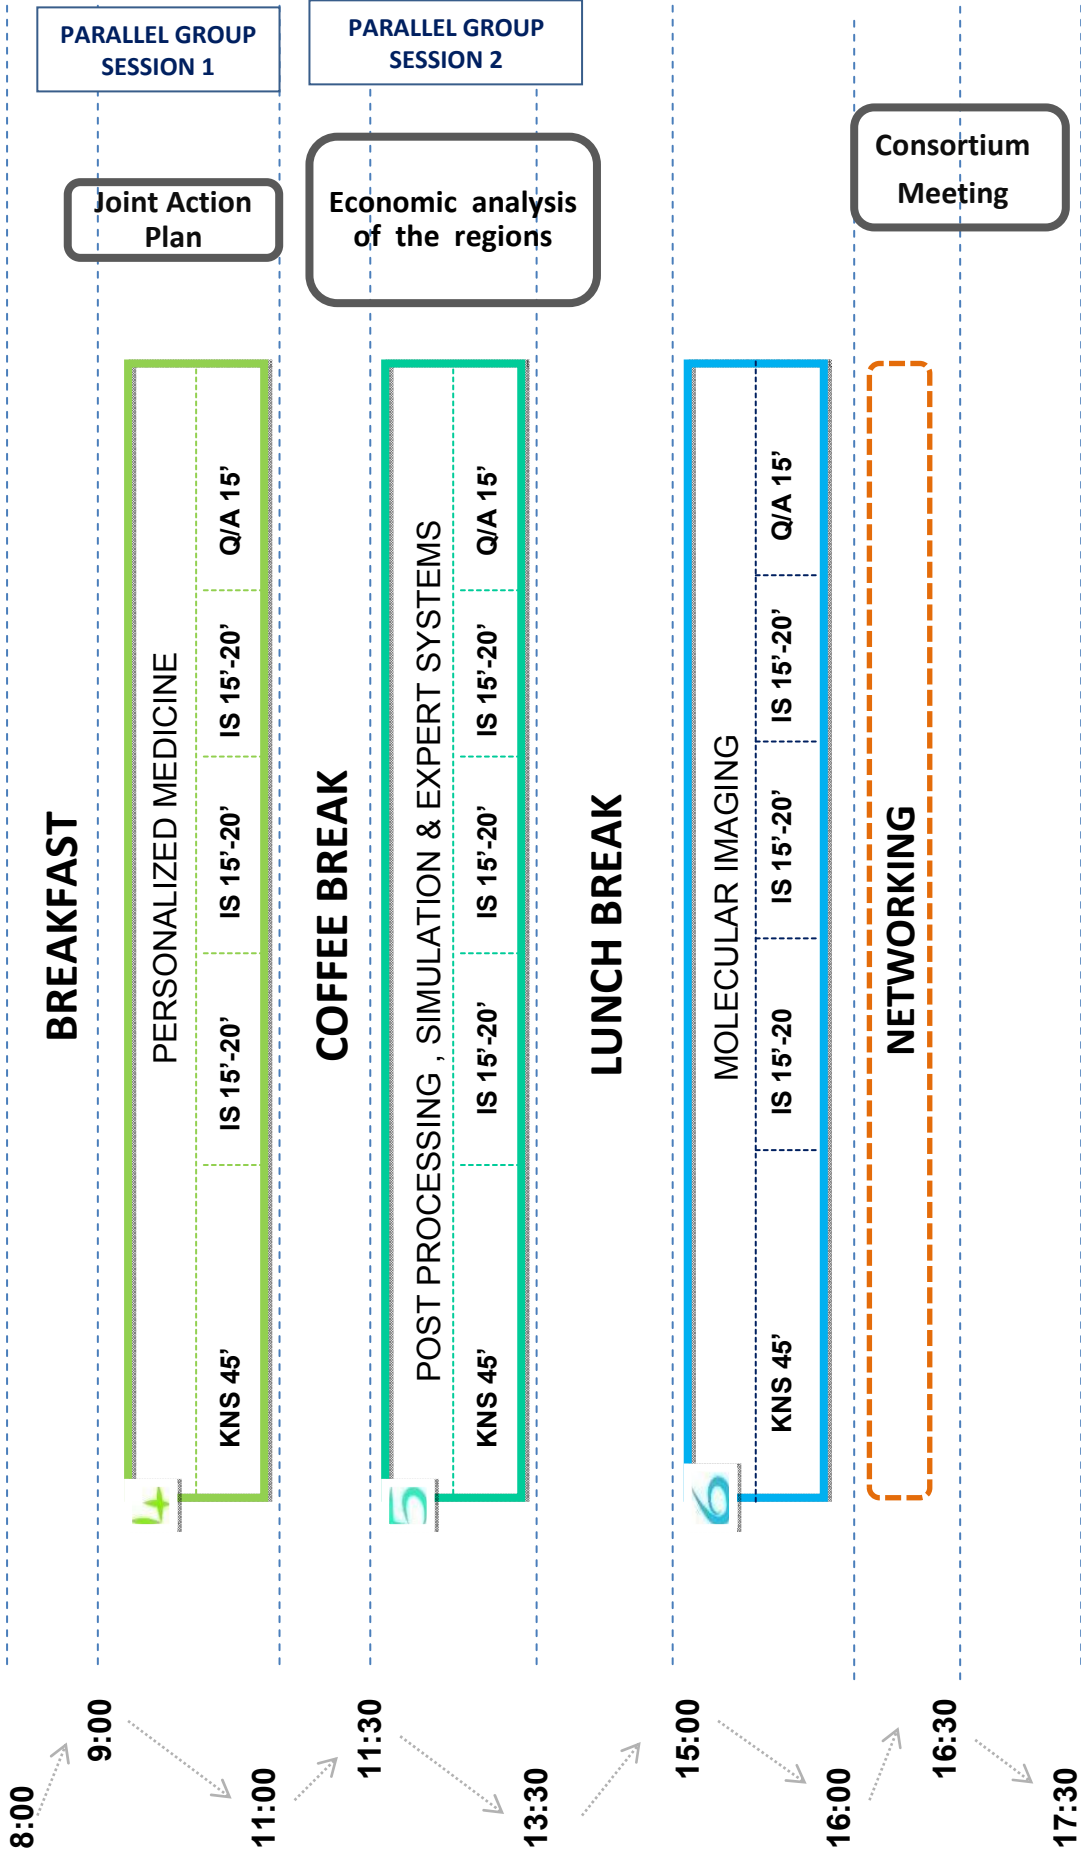 PARALLEL GROUP
SESSION 1
PARALLEL GROUP
SESSION 2
Joint Action
Plan
Economic analysis
of the regions
Consortium
Meeting
8:00
BREAKFAST
9:00
4
PERSONALIZED MEDICINE
KNS 45’
IS 15’-20’
IS 15’-20’
IS 15’-20’
Q/A 15’
11:00
COFFEE BREAK
11:30
5
POST PROCESSING , SIMULATION & EXPERT SYSTEMS
KNS 45’
IS 15’-20’
IS 15’-20’
IS 15’-20’
Q/A 15’
13:30
LUNCH BREAK
15:00
6
MOLECULAR IMAGING
KNS 45’
IS 15’-20
IS 15’-20’
IS 15’-20’
Q/A 15’
16:00
NETWORKING
16:30
17:30